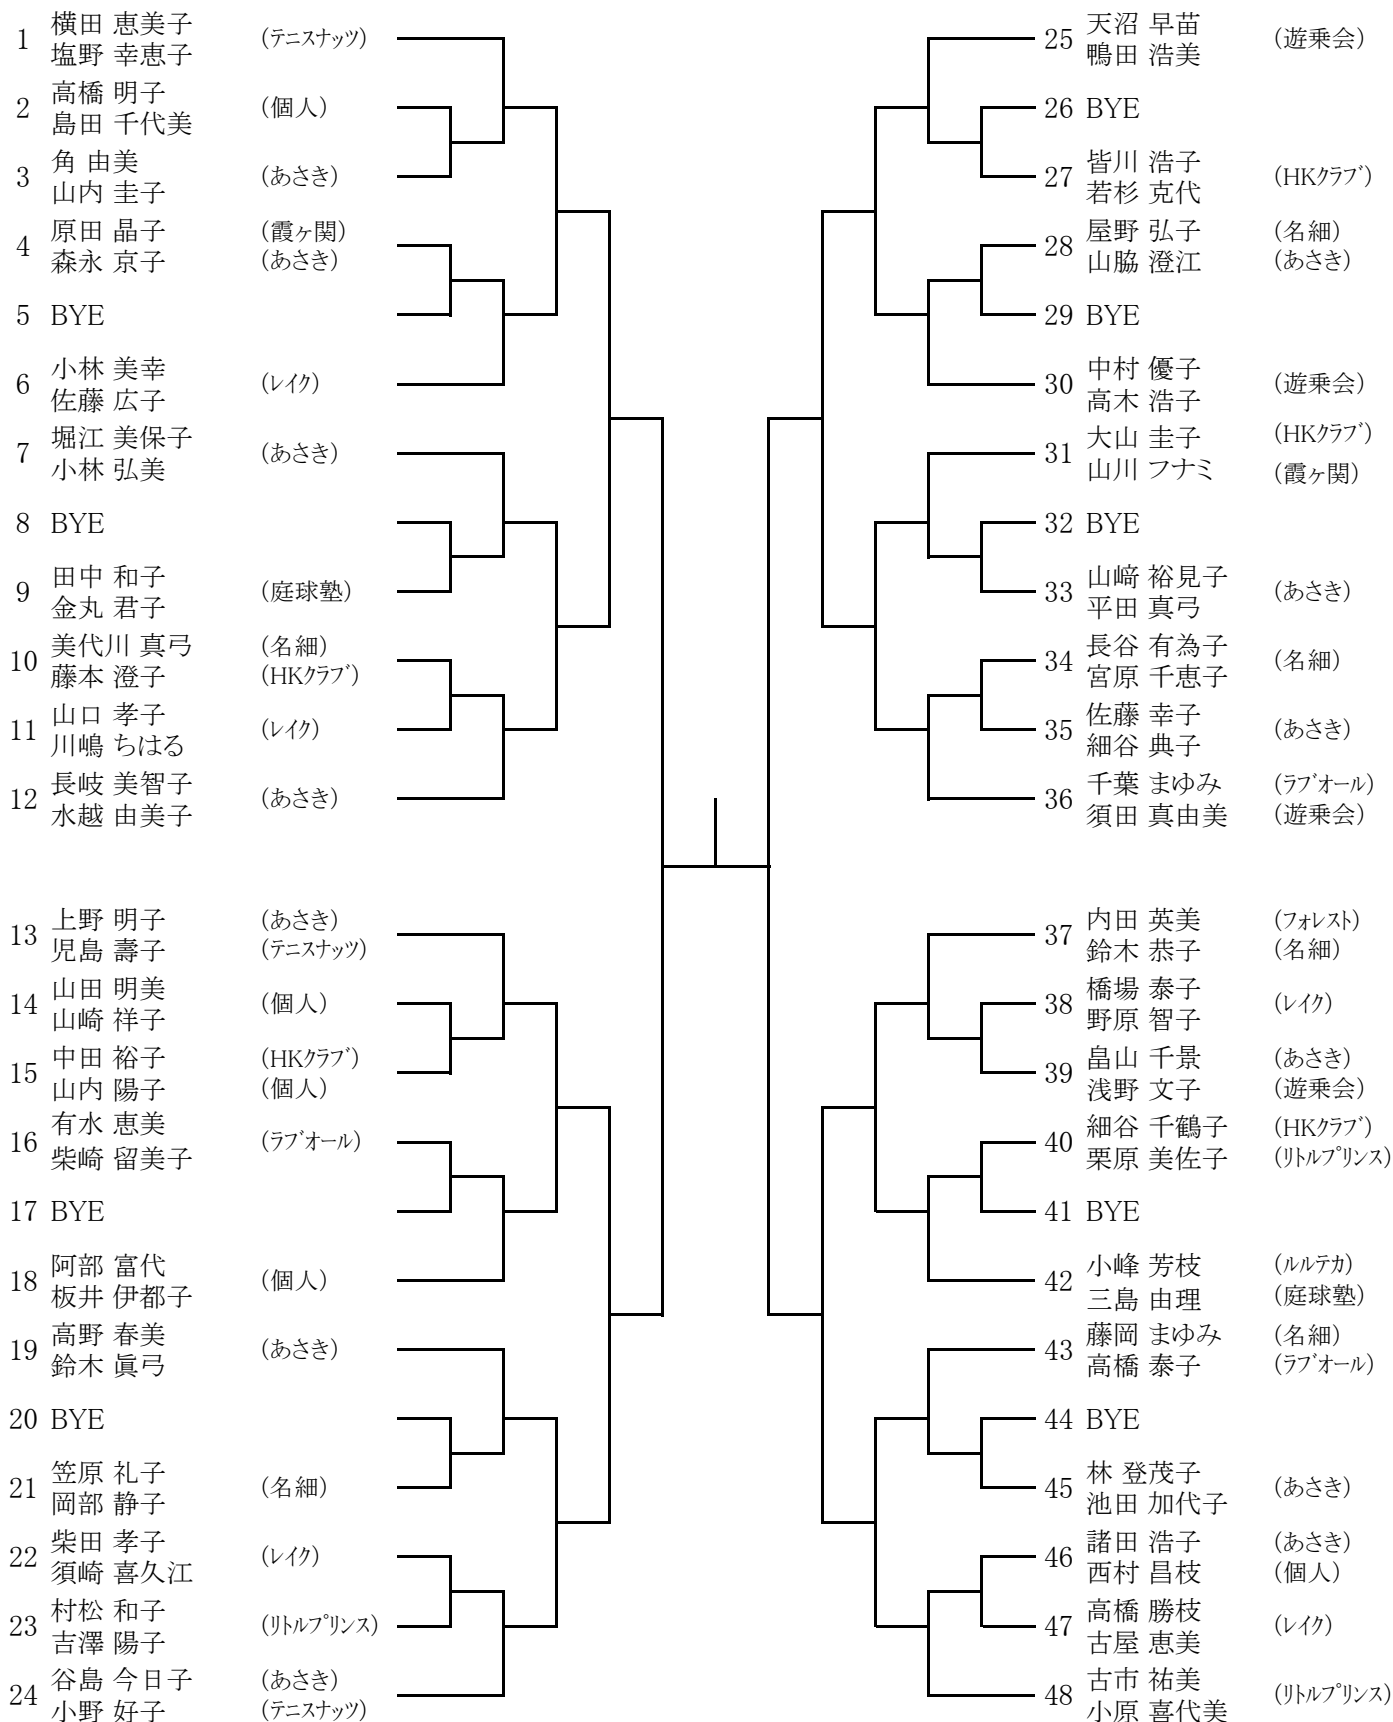 1 横田 恵美子 (テニスナッツ)
塩野 幸恵子
2 高橋 明子 (個人)
島田 千代美
3 角 由美 (あさき)
山内 圭子
4 原田 晶子 (霞ヶ関)
森永 京子 (あさき)
5 BYE
6 小林 美幸 (レイク)
佐藤 広子
7 堀江 美保子 (あさき)
小林 弘美
8 BYE
9 田中 和子 (庭球塾)
金丸 君子
10 美代川 真弓 (名細)
藤本 澄子 (HKクラブ)
11 山口 孝子 (レイク)
川嶋 ちはる
12 長岐 美智子 (あさき)
水越 由美子
13 上野 明子 (あさき)
児島 壽子 (テニスナッツ)
14 山田 明美 (個人)
山崎 祥子
15 中田 裕子 (HKクラブ)
山内 陽子 (個人)
16 有水 恵美 (ラブオール)
柴崎 留美子
17 BYE
18 阿部 富代 (個人)
板井 伊都子
19 高野 春美 (あさき)
鈴木 眞弓
20 BYE
21 笠原 礼子 (名細)
岡部 静子
22 柴田 孝子 (レイク)
須崎 喜久江
23 村松 和子 (リトルプリンス)
吉澤 陽子
24 谷島 今日子 (あさき)
小野 好子 (テニスナッツ)
25 天沼 早苗 (遊乗会)
鴨田 浩美
26 BYE
27 皆川 浩子 (HKクラブ)
若杉 克代
28 屋野 弘子 (名細)
山脇 澄江 (あさき)
29 BYE
30 中村 優子 (遊乗会)
高木 浩子
31 大山 圭子 (HKクラブ)
山川 フナミ (霞ヶ関)
32 BYE
33 山﨑 裕見子 (あさき)
平田 真弓
34 長谷 有為子 (名細)
宮原 千恵子
35 佐藤 幸子 (あさき)
細谷 典子
36 千葉 まゆみ (ラブオール)
須田 真由美 (遊乗会)
37 内田 英美 (フォレスト)
鈴木 恭子 (名細)
38 橋場 泰子 (レイク)
野原 智子
39 畠山 千景 (あさき)
浅野 文子 (遊乗会)
40 細谷 千鶴子 (HKクラブ)
栗原 美佐子 (リトルプリンス)
41 BYE
42 小峰 芳枝 (ルルテカ)
三島 由理 (庭球塾)
43 藤岡 まゆみ (名細)
高橋 泰子 (ラブオール)
44 BYE
45 林 登茂子 (あさき)
池田 加代子
46 諸田 浩子 (あさき)
西村 昌枝 (個人)
47 高橋 勝枝 (レイク)
古屋 恵美
48 古市 祐美 (リトルプリンス)
小原 喜代美